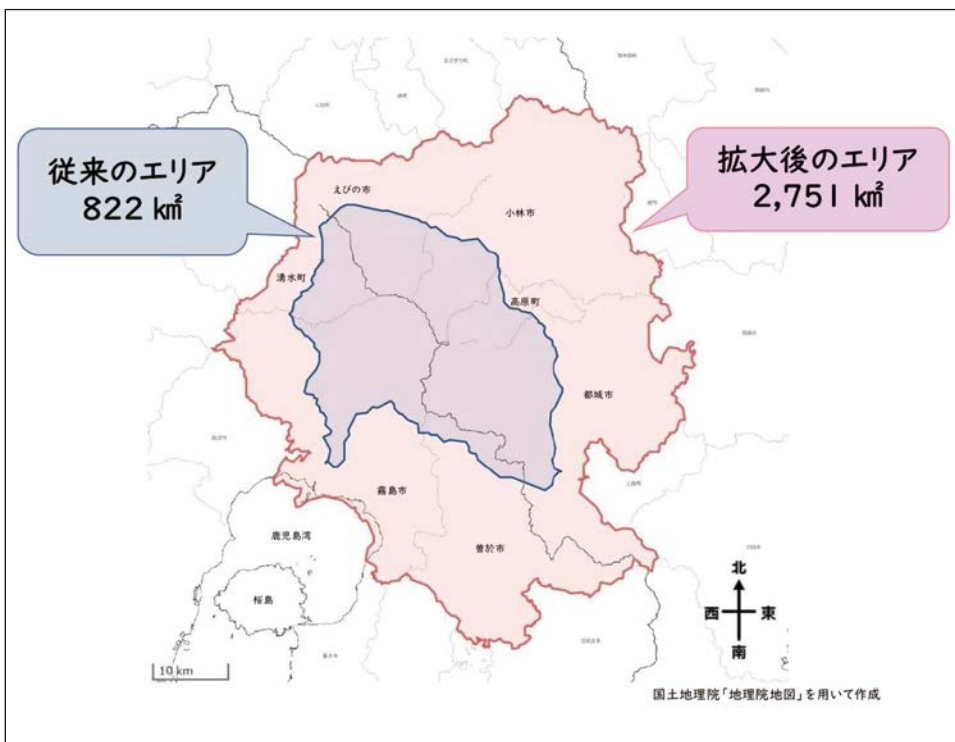 従来のエリア
822 k㎡
拡大後のエリア
2,751 k㎡
えびの市
小林市
湧水町
高原町
都城市
霧島市
曽於市
鹿児島湾
桜島
10 km
北
西
東
南
国土地理院「地理院地図」を用いて作成